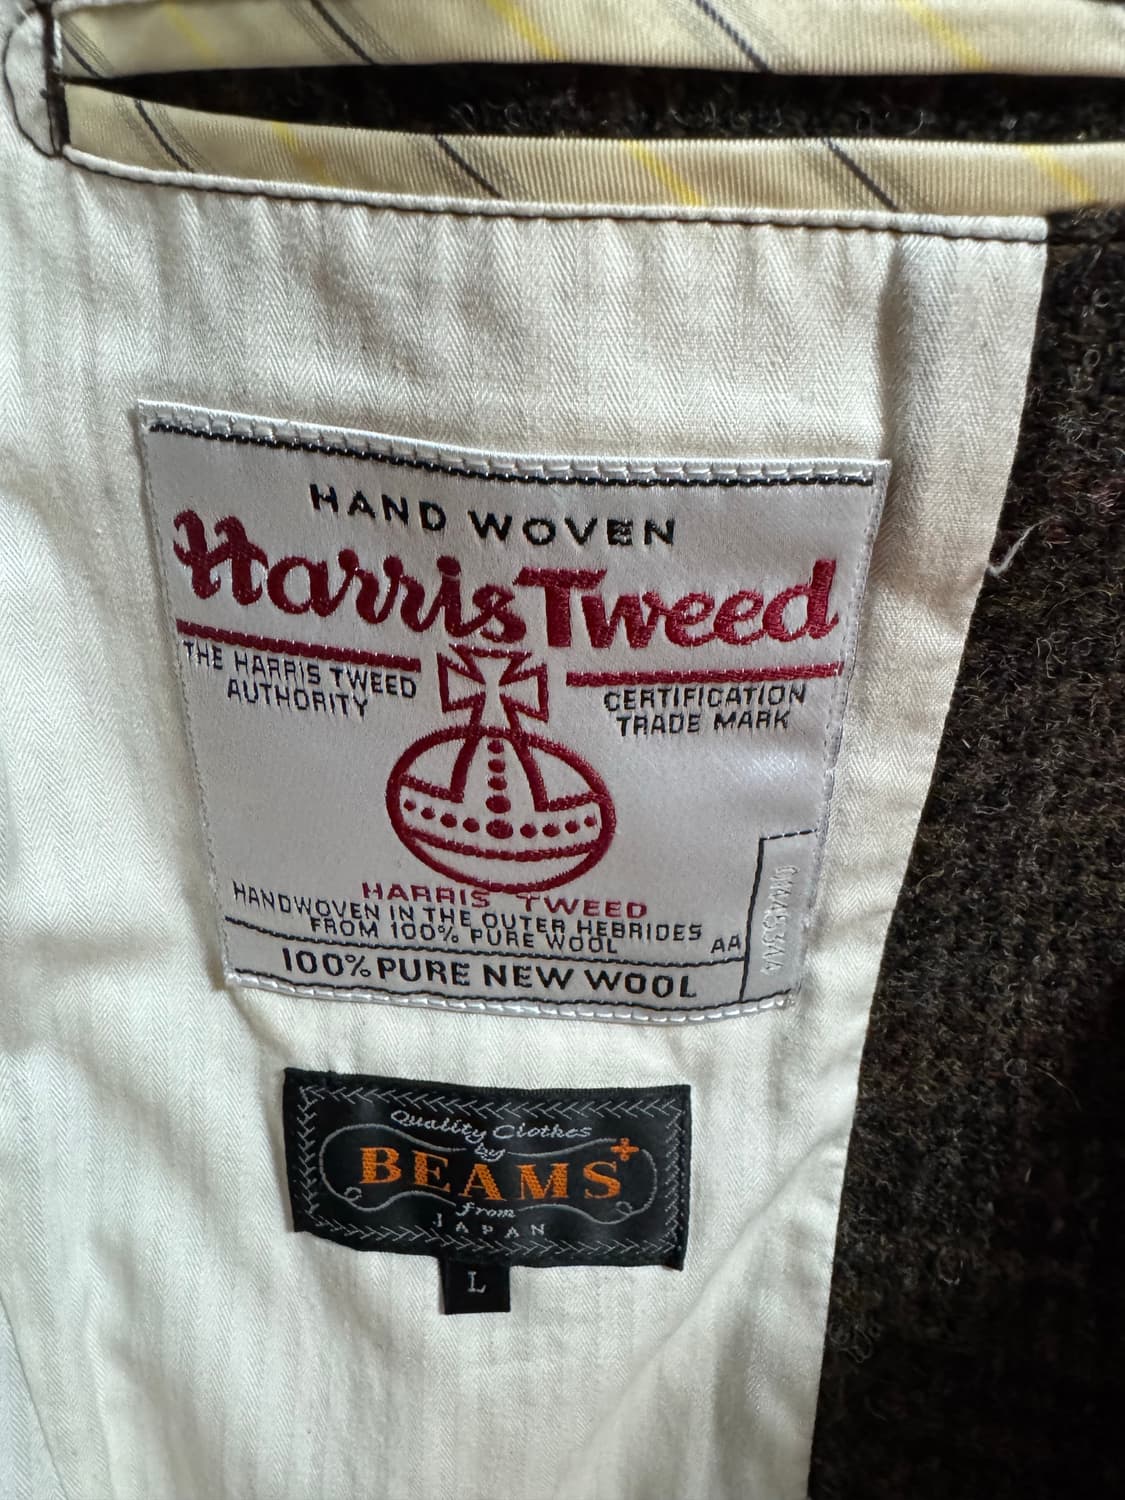 HAND WOVEN
Harris Tweed
THE HARRIS TWEED
AUTHORITY
CERTIFICATION
TRADE MARK
HARRIS TWEED
HANDWOVEN IN THE OUTER HEBRIDES
FROM 100% PURE WOOL
AA
100% PURE NEW WOOL
Quality Clothes
by
BEAMS+
from
JAPAN
L